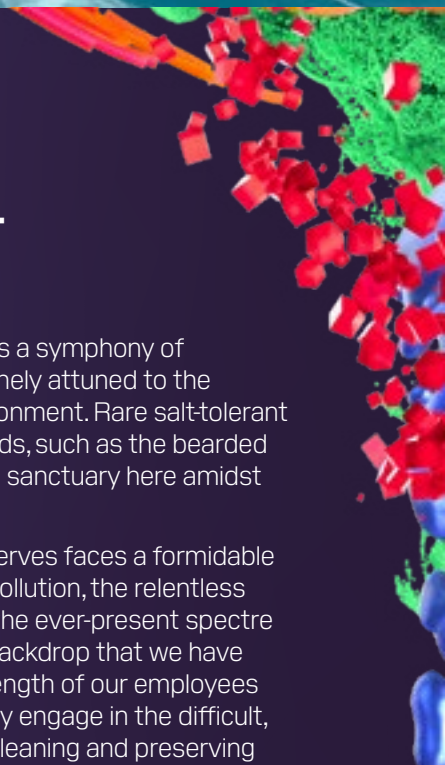 s a symphony of
nely attuned to the
onment. Rare salt-tolerant
ds, such as the bearded
sanctuary here amidst
erves faces a formidable
ollution, the relentless
he ever-present spectre
ackdrop that we have
ength of our employees
y engage in the difficult,
leaning and preserving